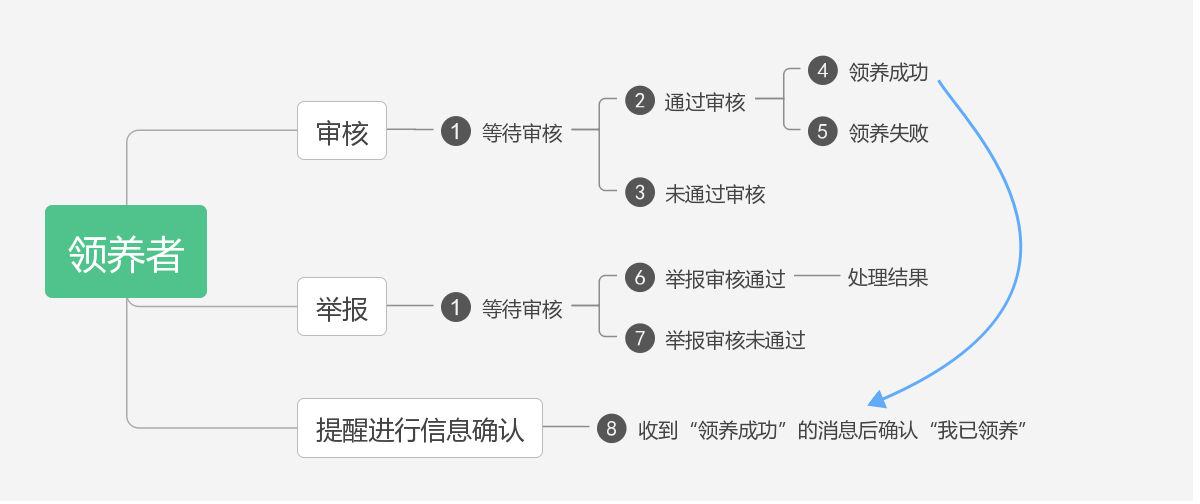 领养者
审核
1 等待审核
2 通过审核
4 领养成功
5 领养失败
3 未通过审核
举报
1 等待审核
6 举报审核通过
处理结果
7 举报审核未通过
提醒进行信息确认
8 收到“领养成功”的消息后确认“我已领养”